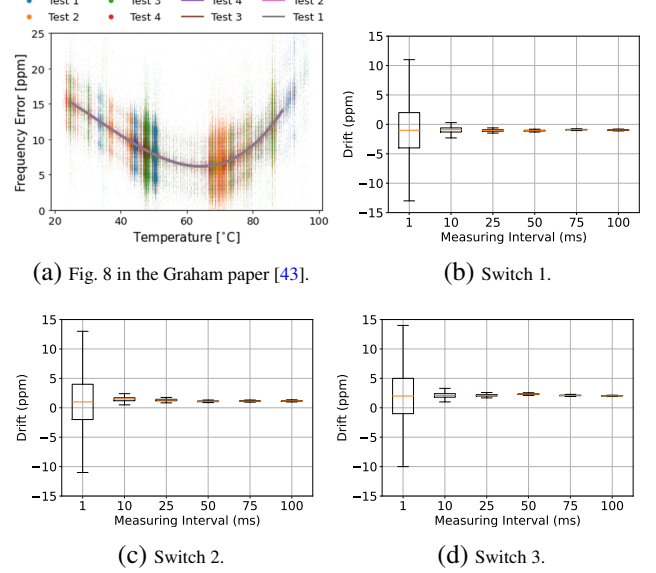 Test 1 Test 3 Test 4 Test 2
Test 2 Test 4 Test 3 Test 1
25
20
15
10
5
0
Frequency Error [ppm]
20 40 60 80 100
Temperature [°C]
(a) Fig. 8 in the Graham paper [43].
15
10
5
0
−5
−10
−15
Drift (ppm)
1 10 25 50 75 100
Measuring Interval (ms)
(b) Switch 1.
15
10
5
0
−5
−10
−15
Drift (ppm)
1 10 25 50 75 100
Measuring Interval (ms)
(c) Switch 2.
15
10
5
0
−5
−10
−15
Drift (ppm)
1 10 25 50 75 100
Measuring Interval (ms)
(d) Switch 3.